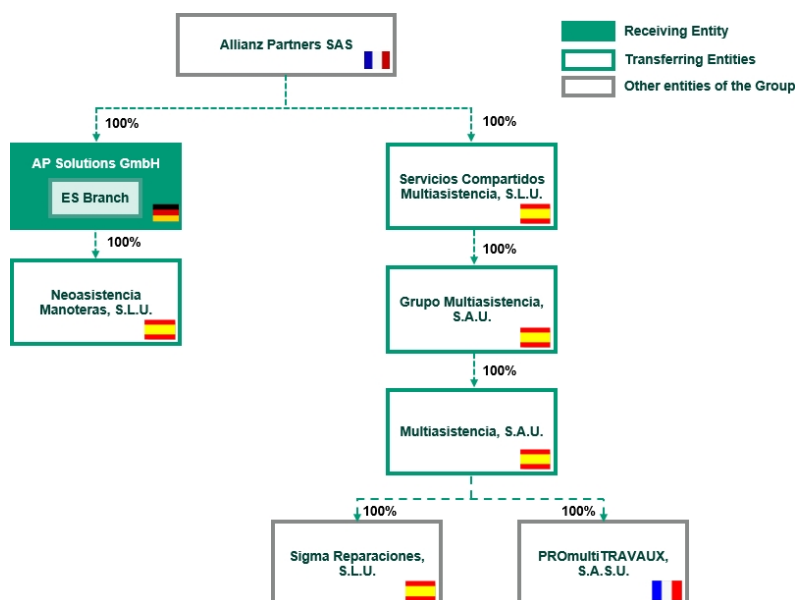 Allianz Partners SAS
Receiving Entity
Transferring Entities
Other entities of the Group
100%
100%
AP Solutions GmbH
ES Branch
Servicios Compartidos
Multiasistencia, S.L.U.
100%
100%
Neoasistencia
Manoteras, S.L.U.
Grupo Multiasistencia,
S.A.U.
100%
Multiasistencia, S.A.U.
100%
100%
Sigma Reparaciones,
S.L.U.
PROmultiTRAVAUX,
S.A.S.U.